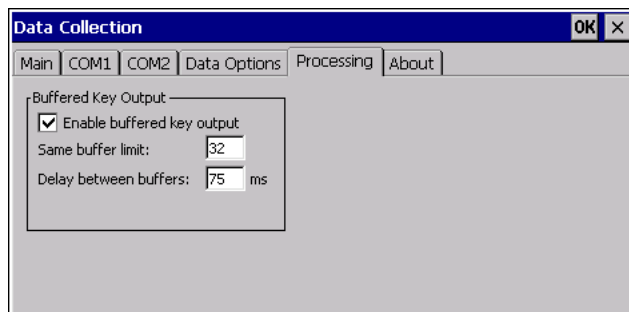 Data Collection OK ×
Main COM1 COM2 Data Options Processing About
Buffered Key Output
Enable buffered key output
Same buffer limit: 32
Delay between buffers: 75 ms